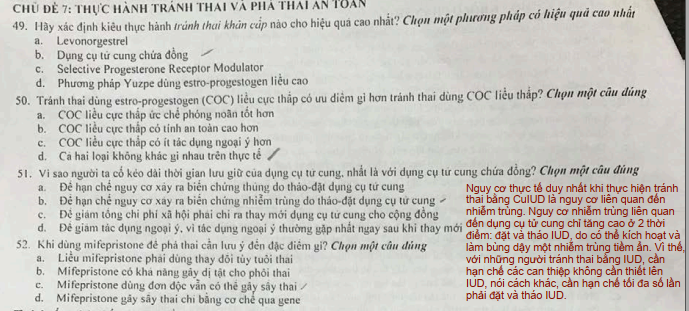 CHỦ ĐỀ 7: THỰC HÀNH TRÁNH THAI VÀ PHÁ THAI AN TOÀN
49. Hãy xác định kiểu thực hành tránh thai khẩn cấp nào cho hiệu quả cao nhất? Chọn một phương pháp có hiệu quả cao nhất
a. Levonorgestrel
b. Dụng cụ tử cung chứa đồng
c. Selective Progesterone Receptor Modulator
d. Phương pháp Yuzpe dùng estro-progestogen liều cao
50. Tránh thai dùng estro-progestogen (COC) liều cực thấp có ưu điểm gì hơn tránh thai dùng COC liều thấp? Chọn một câu đúng
a. COC liều cực thấp ức chế phóng noãn tốt hơn
b. COC liều cực thấp có tính an toàn cao hơn
c. COC liều cực thấp có ít tác dụng ngoại ý hơn
d. Cả hai loại không khác gì nhau trên thực tế
51. Vì sao người ta cố kéo dài thời gian lưu giữ của dụng cụ tử cung, nhất là với dụng cụ tử cung chứa đồng? Chọn một câu đúng
a. Để hạn chế nguy cơ xảy ra biến chứng thủng do tháo-đặt dụng cụ tử cung
b. Để hạn chế nguy cơ xảy ra biến chứng nhiễm trùng do tháo-đặt dụng cụ tử cung
c. Để giảm tổng chi phí xã hội phải chi ra thay mới dụng cụ tử cung cho cộng đồng
d. Để giảm tác dụng ngoại ý, vì tác dụng ngoại ý thường gặp nhất ngay sau khi thay mới
52. Khi dùng mifepristone để phá thai cần lưu ý đến đặc điểm gì? Chọn một câu đúng
a. Liều mifepristone phải dùng thay đổi tùy tuổi thai
b. Mifepristone có khả năng gây dị tật cho phôi thai
c. Mifepristone dùng đơn độc vẫn có thể gây sẩy thai
d. Mifepristone gây sẩy thai chỉ bằng cơ chế qua gene
Nguy cơ thực tế duy nhất khi thực hiện tránh
thai bằng CuIUD là nguy cơ liên quan đến
nhiễm trùng. Nguy cơ nhiễm trùng liên quan
đến dụng cụ tử cung chỉ tăng cao ở 2 thời
điểm: đặt và tháo IUD, do có thể kích hoạt và
làm bùng dậy một nhiễm trùng tiềm ẩn. Vì thế,
với những người tránh thai bằng IUD, cần
hạn chế các can thiệp không cần thiết lên
IUD, nói cách khác, cần hạn chế tối đa số lần
phải đặt và tháo IUD.